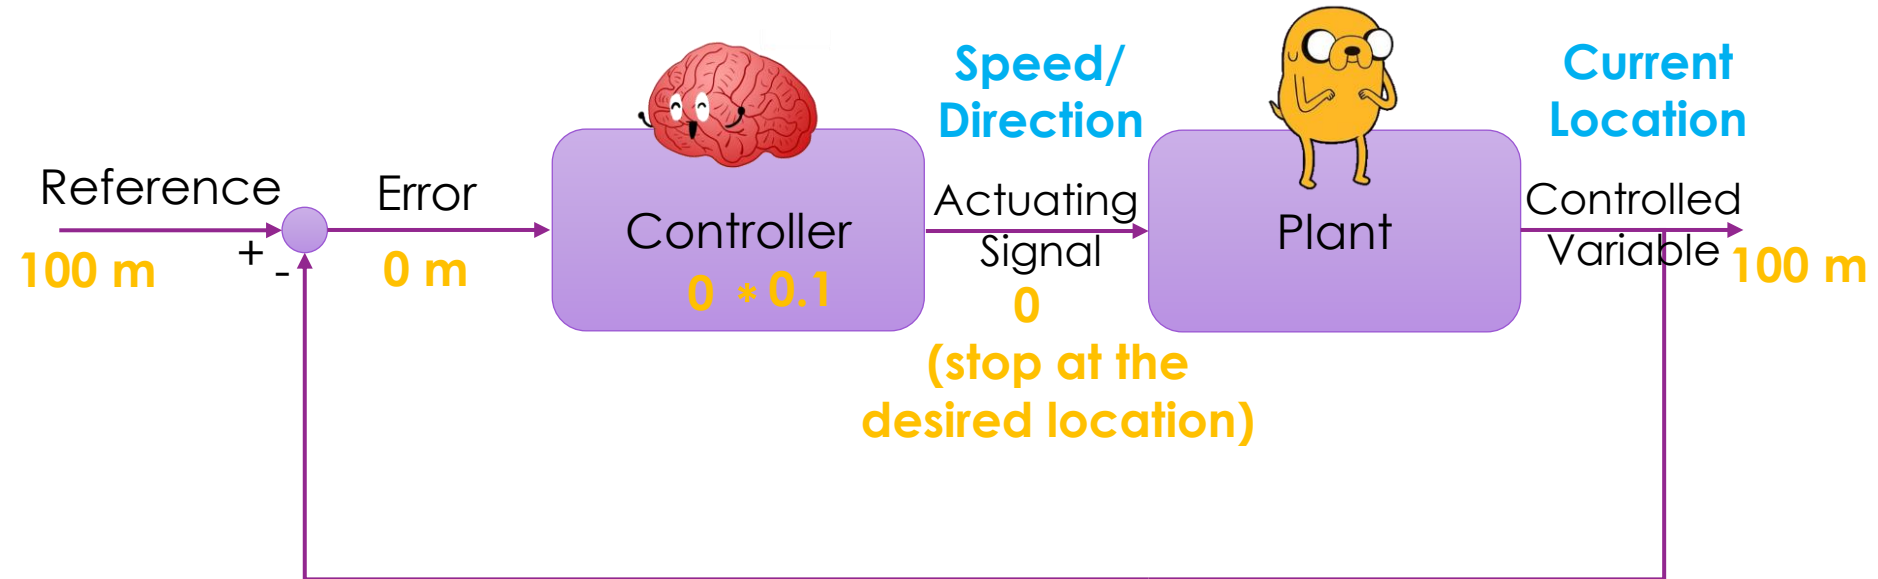 Speed/
Direction
Current
Location
Reference
Error
Controller
Actuating
Signal
Plant
Controlled
Variable
+
-
100 m
0 m
0 * 0.1
0
(stop at the
desired location)
100 m